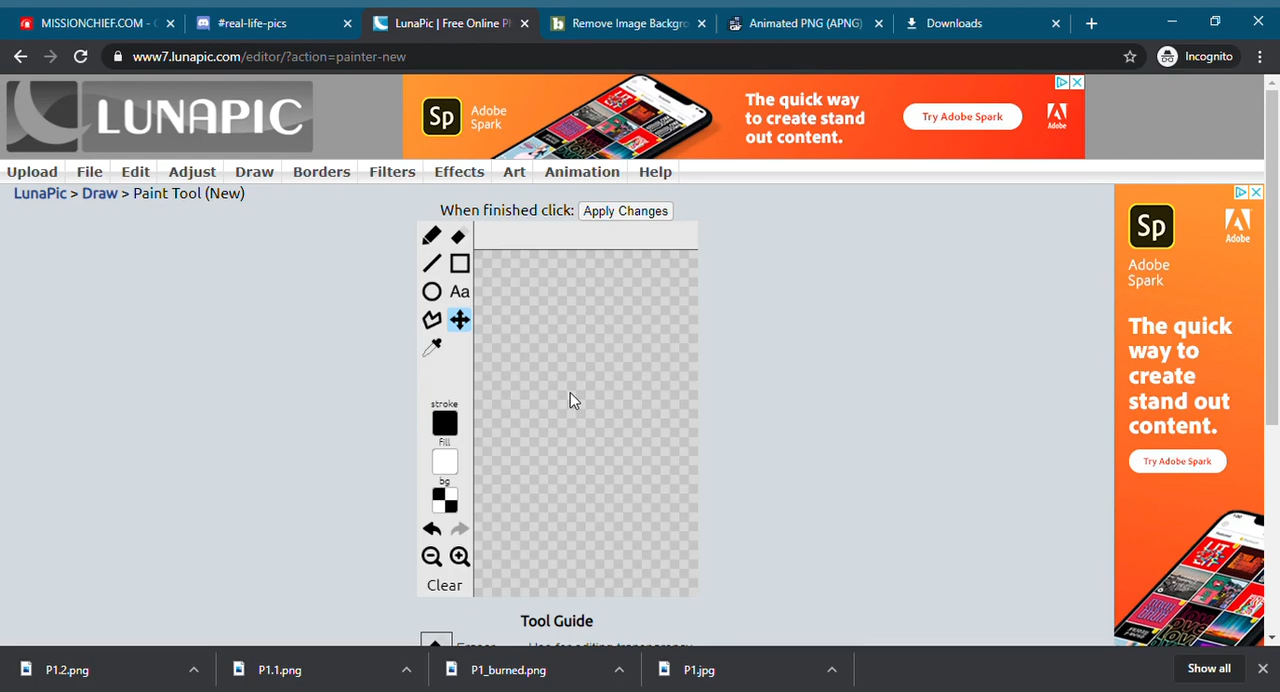 MISSIONCHIEF.COM - 
#real-life-pics
LunaPic | Free Online P
Remove Image Backgro
Animated PNG (APNG)
Downloads
www7.lunapic.com/editor/?action=painter-new
Incognito
LUNAPIC
Sp
Adobe
Spark
The quick way
to create stand
out content.
Try Adobe Spark
Adobe
Upload File Edit Adjust Draw Borders Filters Effects Art Animation Help
LunaPic > Draw > Paint Tool (New)
When finished click: Apply Changes
Aa
stroke
Fill
bg
Clear
Tool Guide
Sp
Adobe
Adobe
Spark
The quick
way to
create
stand out
content.
Try Adobe Spark
P1.2.png
P1.1.png
P1_burned.png
P1.jpg
Show all